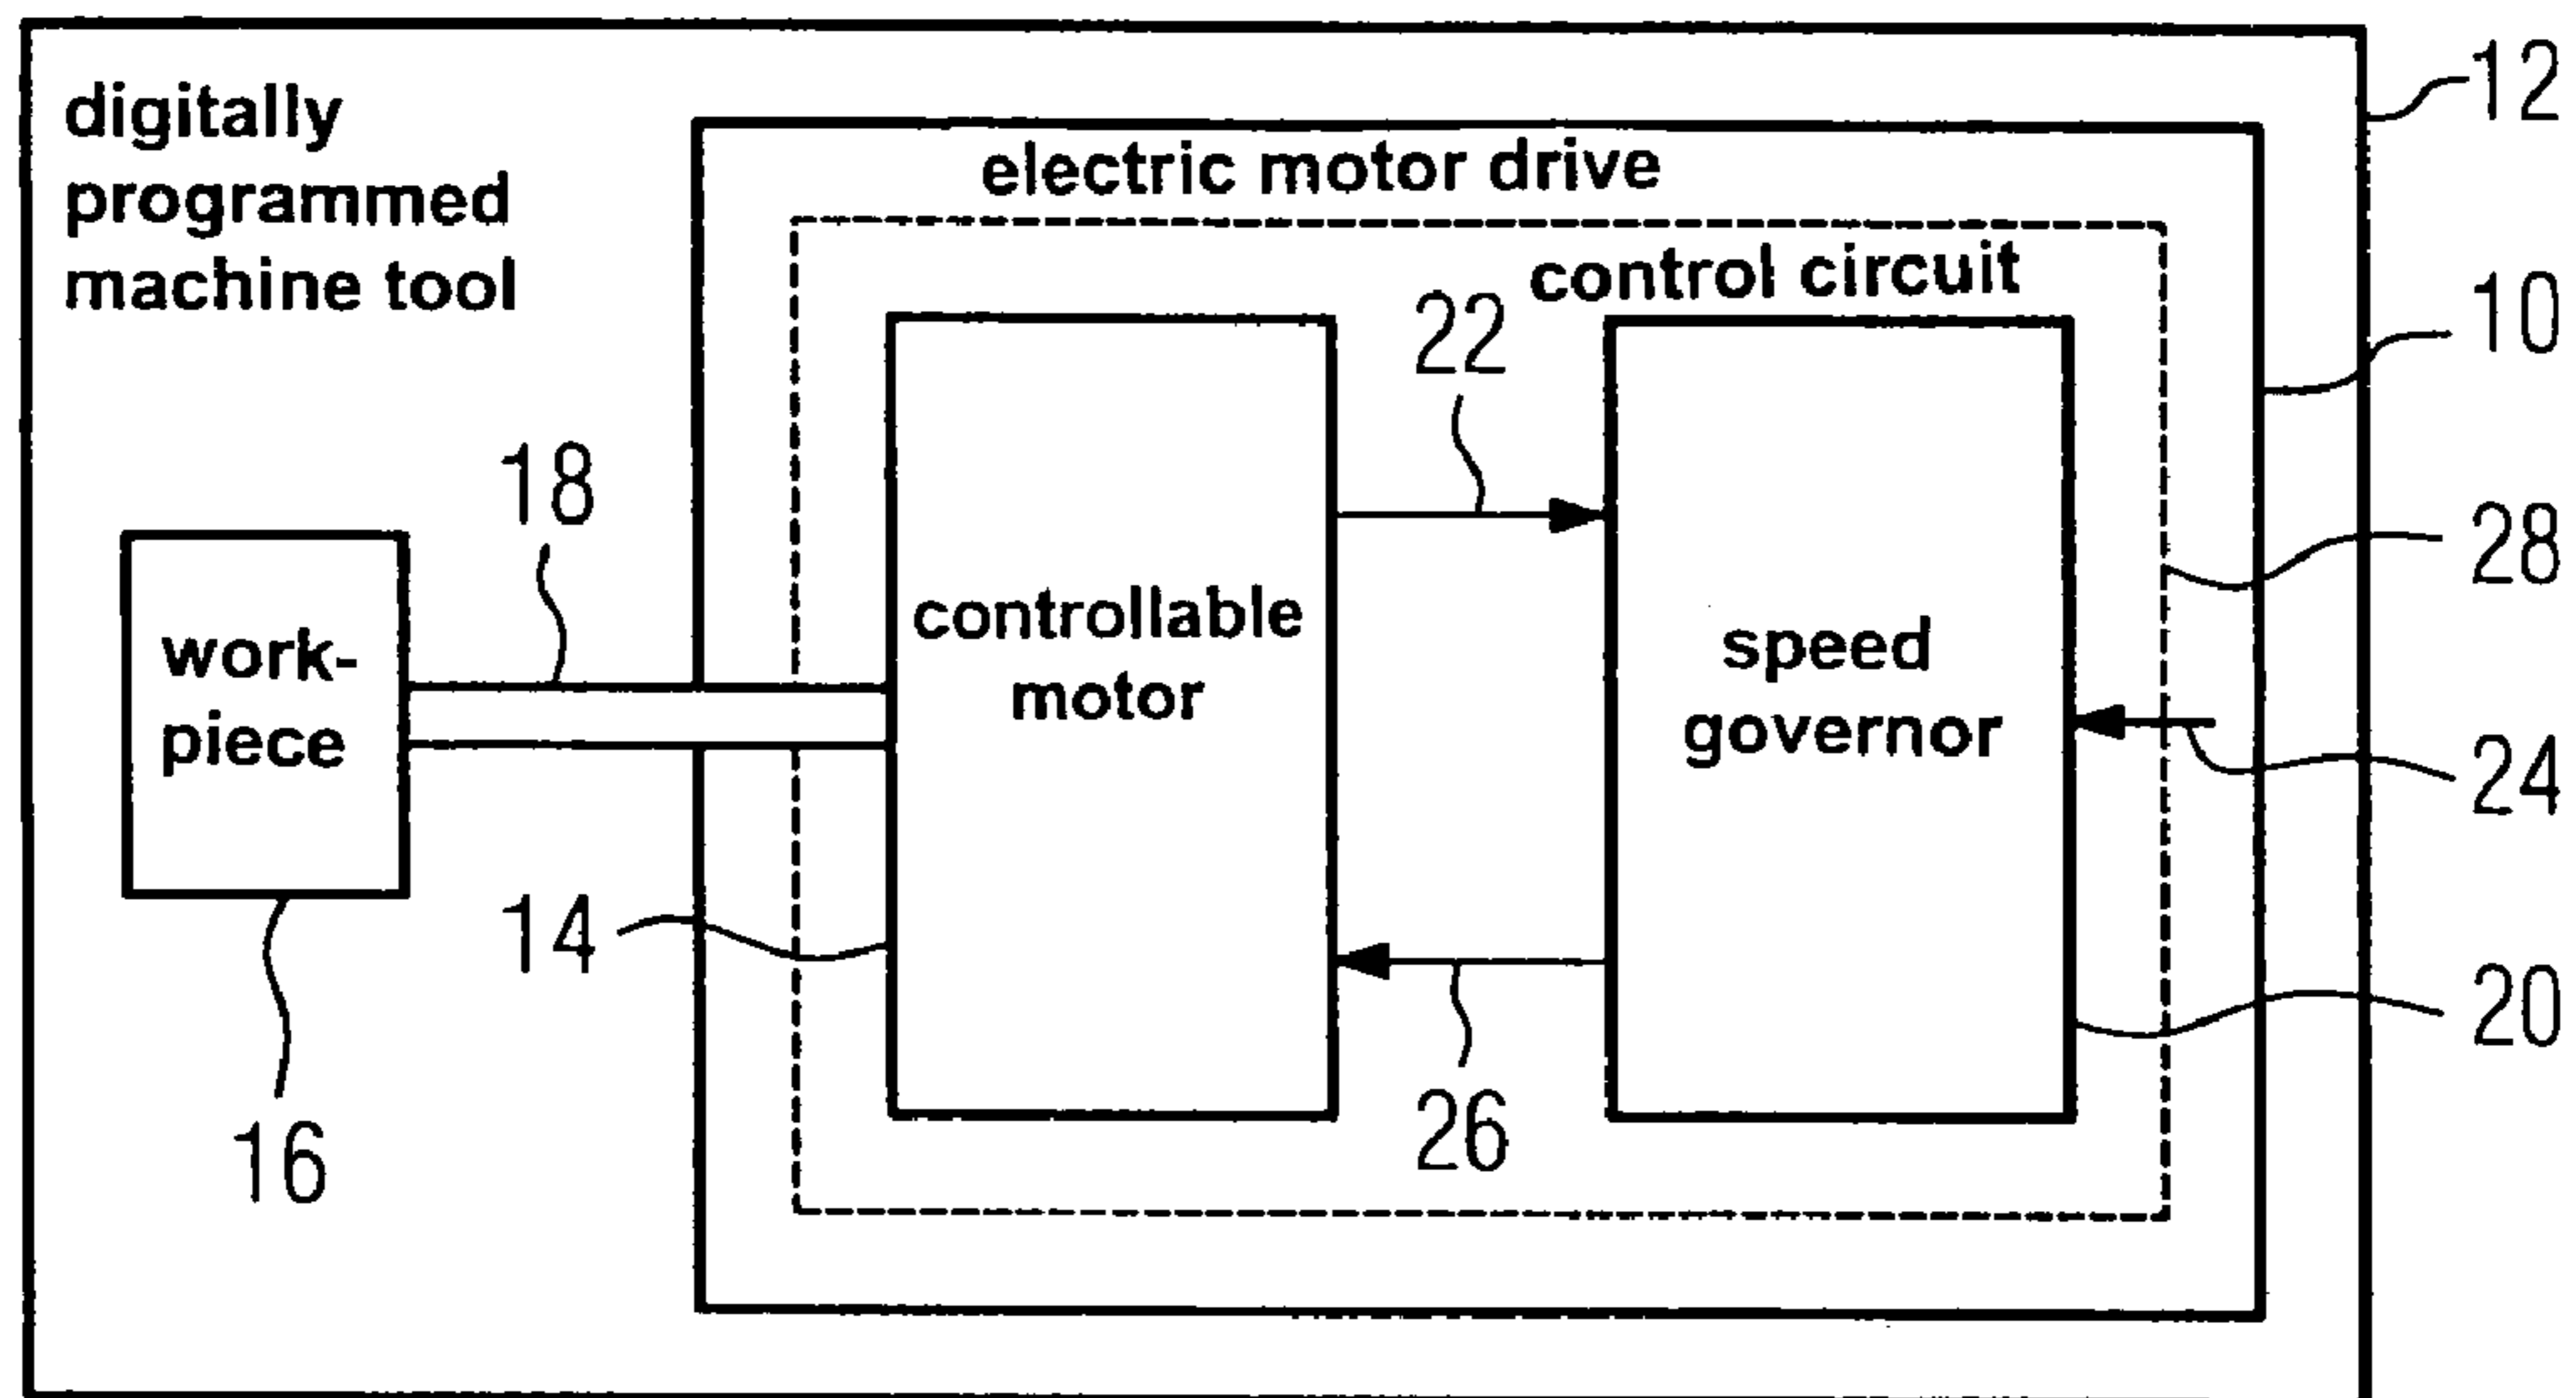 digitally
programmed
machine tool
electric motor drive
control circuit
12
10
22
18
28
controllable
motor
speed
governor
work-
piece
24
14
20
26
16